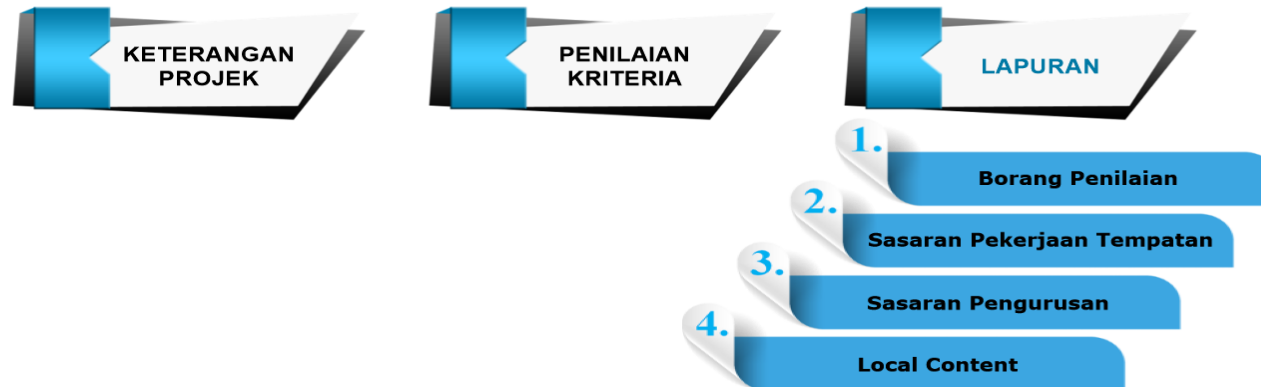 KETERANGAN
PROJEK
PENILAIAN
KRITERIA
LAPURAN
1.
Borang Penilaian
2.
Sasaran Pekerjaan Tempatan
3.
Sasaran Pengurusan
4.
Local Content